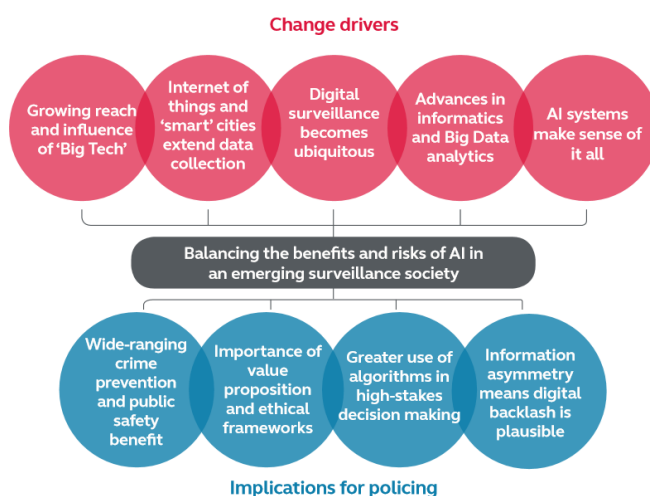 Change drivers
Growing reach
and influence
of ‘Big Tech’
Internet of
things and
‘smart’ cities
extend data
collection
Digital
surveillance
becomes
ubiquitous
Advances in
informatics
and Big Data
analytics
AI systems
make sense of
it all
Balancing the benefits and risks of AI in
an emerging surveillance society
Wide-ranging
crime
prevention
and public
safety
benefit
Importance of
value
proposition
and ethical
frameworks
Greater use of
algorithms in
high-stakes
decision making
Information
asymmetry
means digital
backlash is
plausible
Implications for policing